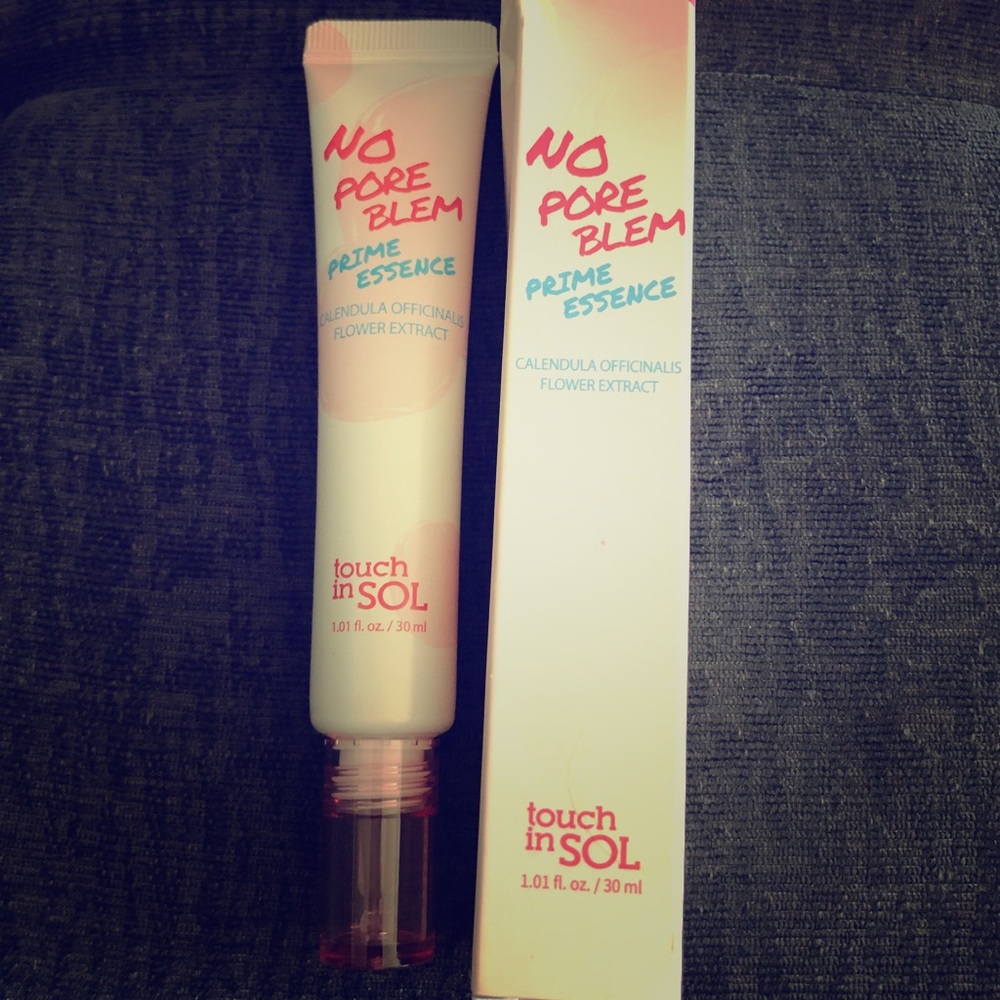 NO
PORE
BLEM
PRIME
ESSENCE
CALENDULA OFFICINALIS
FLOWER EXTRACT
touch
in SOL
1.01 fl. oz. / 30 ml
NO
PORE
BLEM
PRIME
ESSENCE
CALENDULA OFFICINALIS
FLOWER EXTRACT
touch
in SOL
1.01 fl. oz. / 30 ml